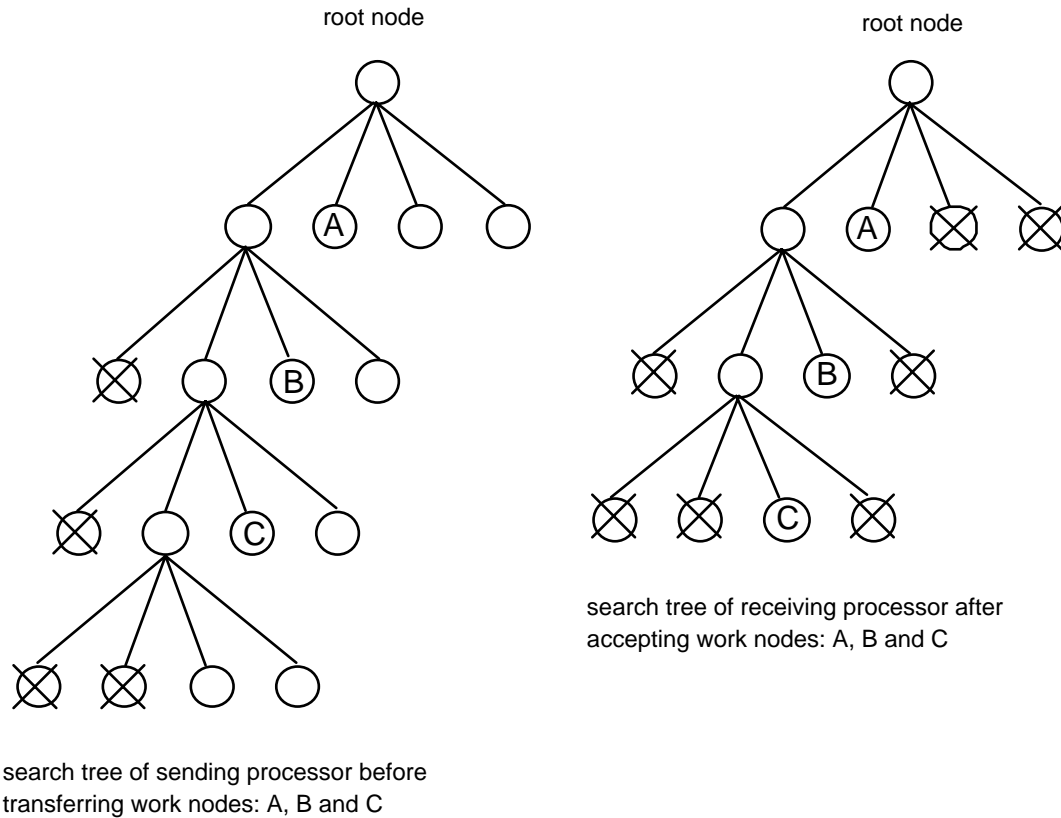 root node
root node
A
A
B
B
C
C
search tree of receiving processor after
accepting work nodes: A, B and C
search tree of sending processor before
transferring work nodes: A, B and C